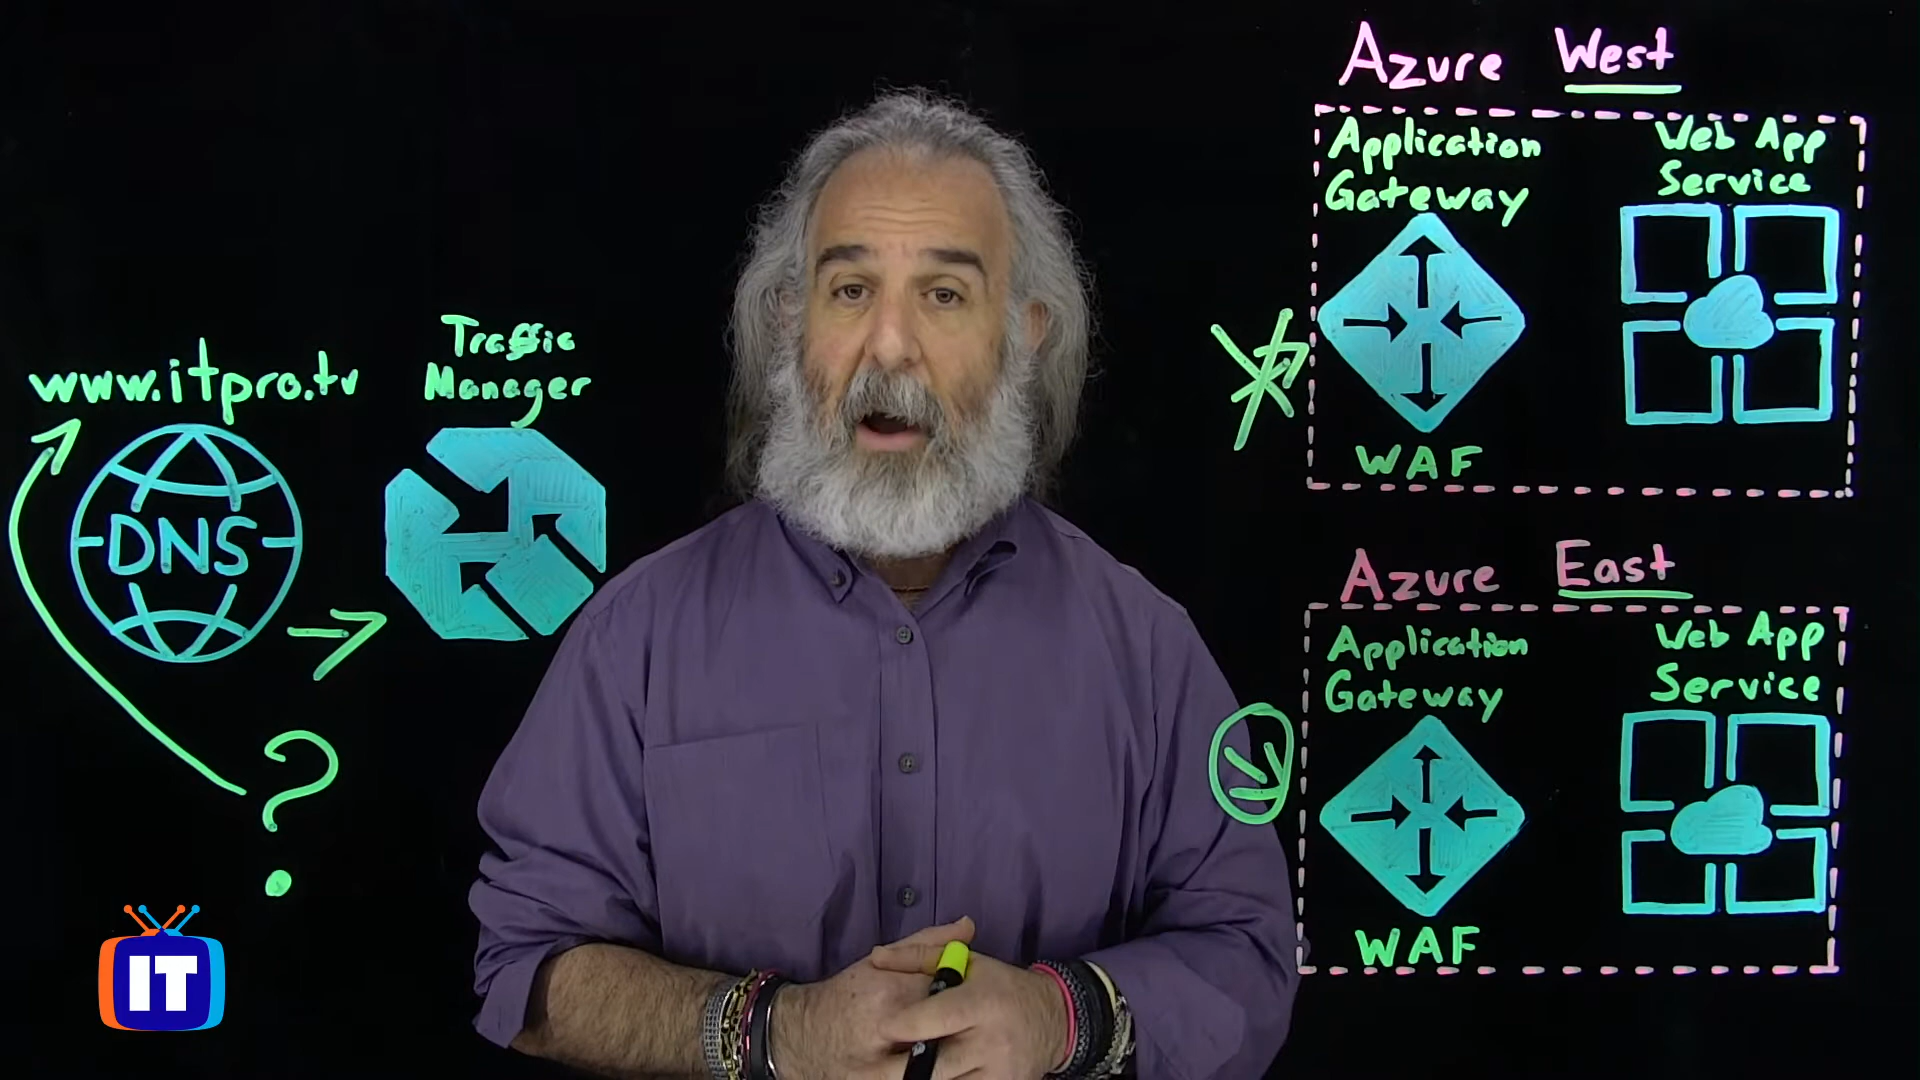 www.itpro.tv
DNS
?
Traffic
Manager
Azure West
Application
Gateway
Web App
Service
WAF
Azure East
Application
Gateway
Web App
Service
WAF
IT